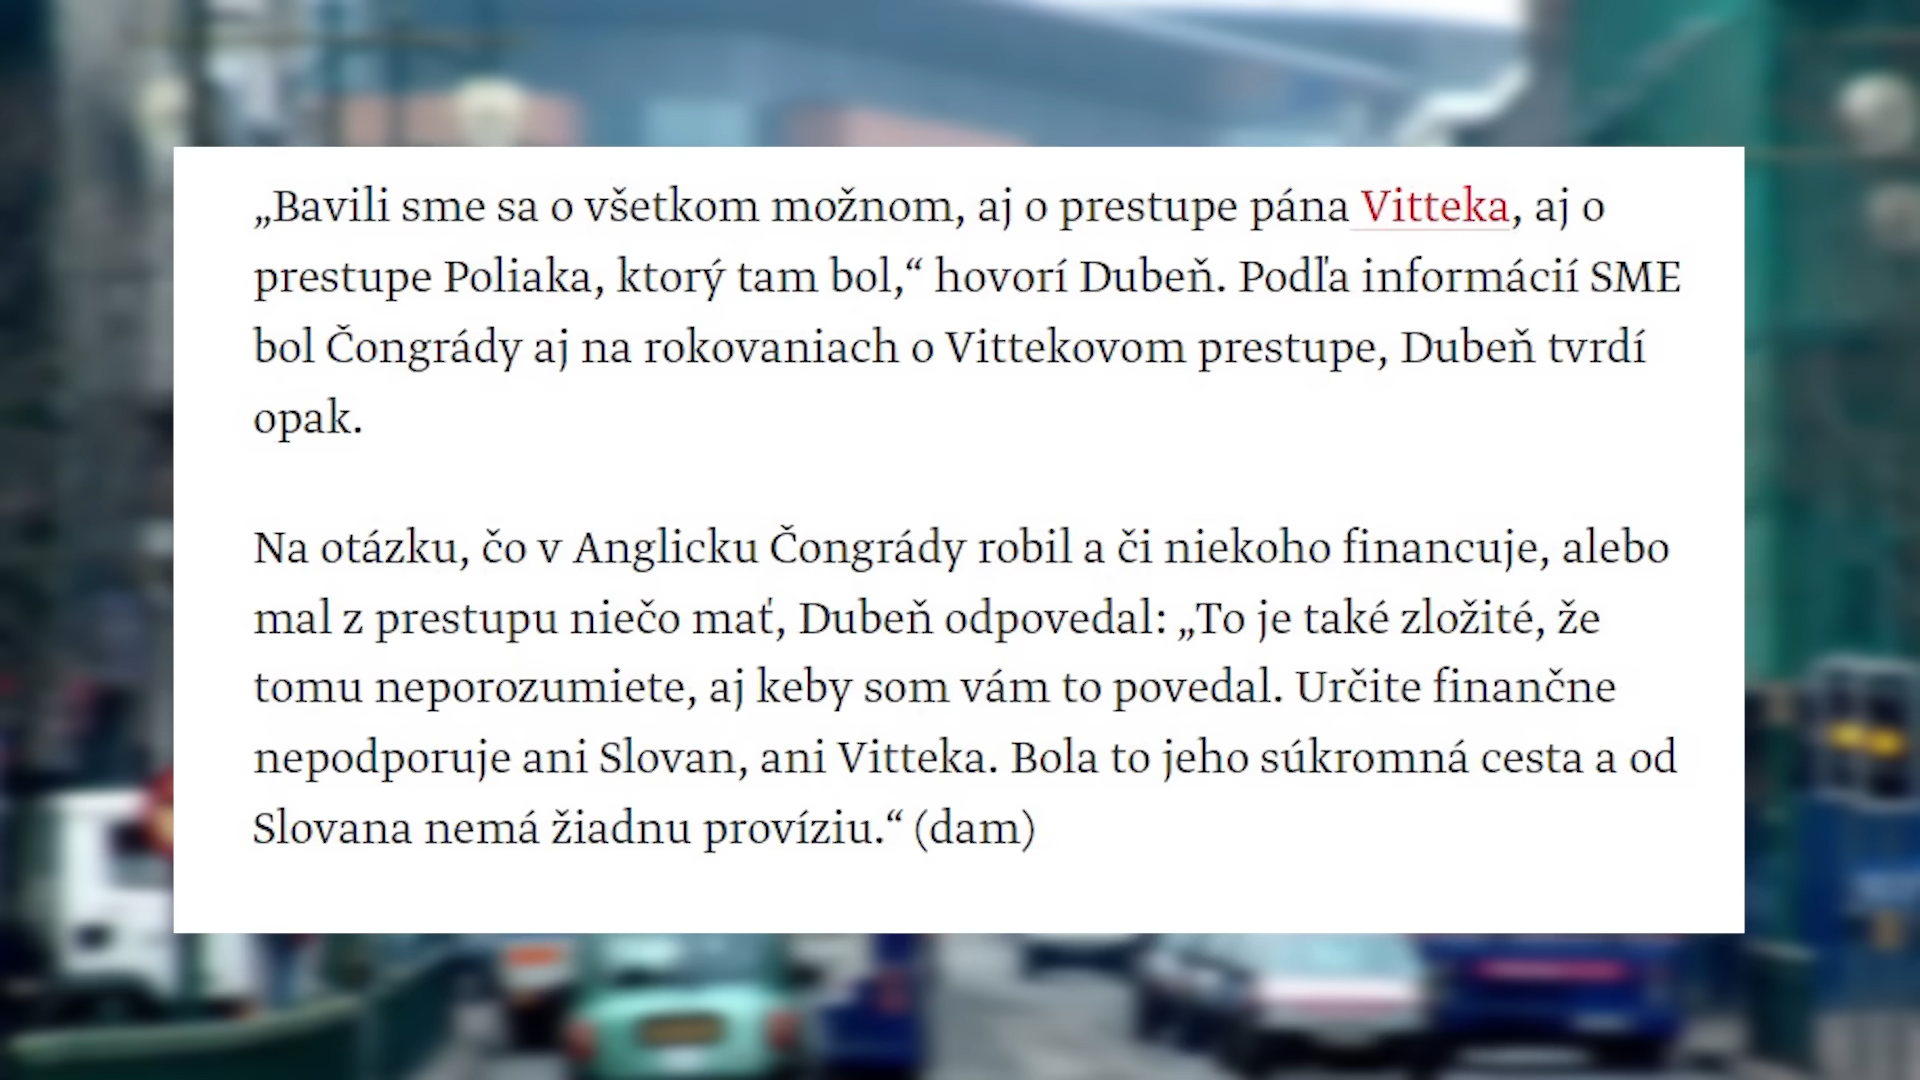 „Bavili sme sa o všetkom možnom, aj o prestupe pána Vitteka, aj o
prestupe Poliaka, ktorý tam bol,“ hovorí Dubeň. Podľa informácií SME
bol Čongrády aj na rokovaniach o Vittekovom prestupe, Dubeň tvrdí
opak.
Na otázku, čo v Anglicku Čongrády robil a či niekoho financuje, alebo
mal z prestupu niečo mať, Dubeň odpovedal: „To je také zložité, že
tomu neporozumiete, aj keby som vám to povedal. Určite finančne
nepodporuje ani Slovan, ani Vitteka. Bola to jeho súkromná cesta a od
Slovana nemá žiadnu províziu.“ (dam)